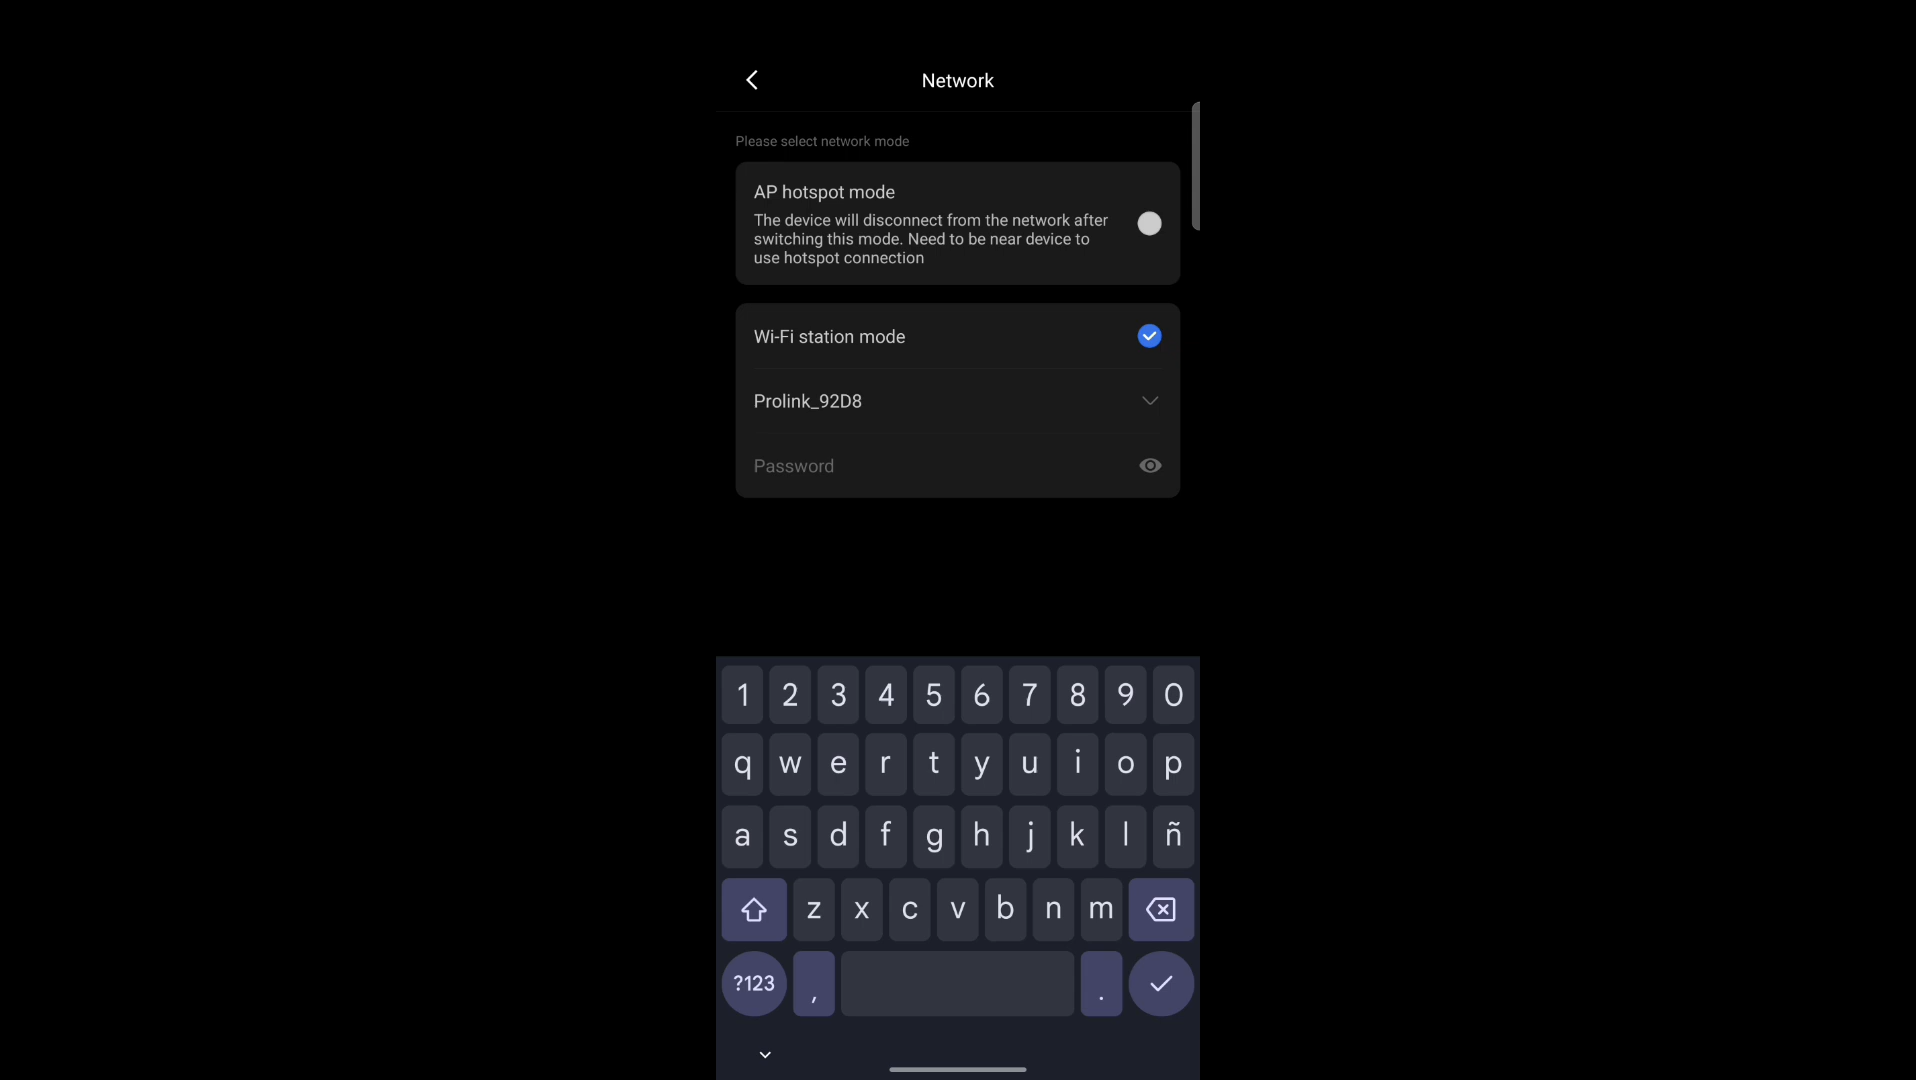 Network
Please select network mode
AP hotspot mode
The device will disconnect from the network after
switching this mode. Need to be near device to
use hotspot connection
Wi-Fi station mode
Prolink_92D8
Password
1 2 3 4 5 6 7 8 9 0
q w e r t y u i o p
a s d f g h j k l ñ
z x c v b n m
?123 , .